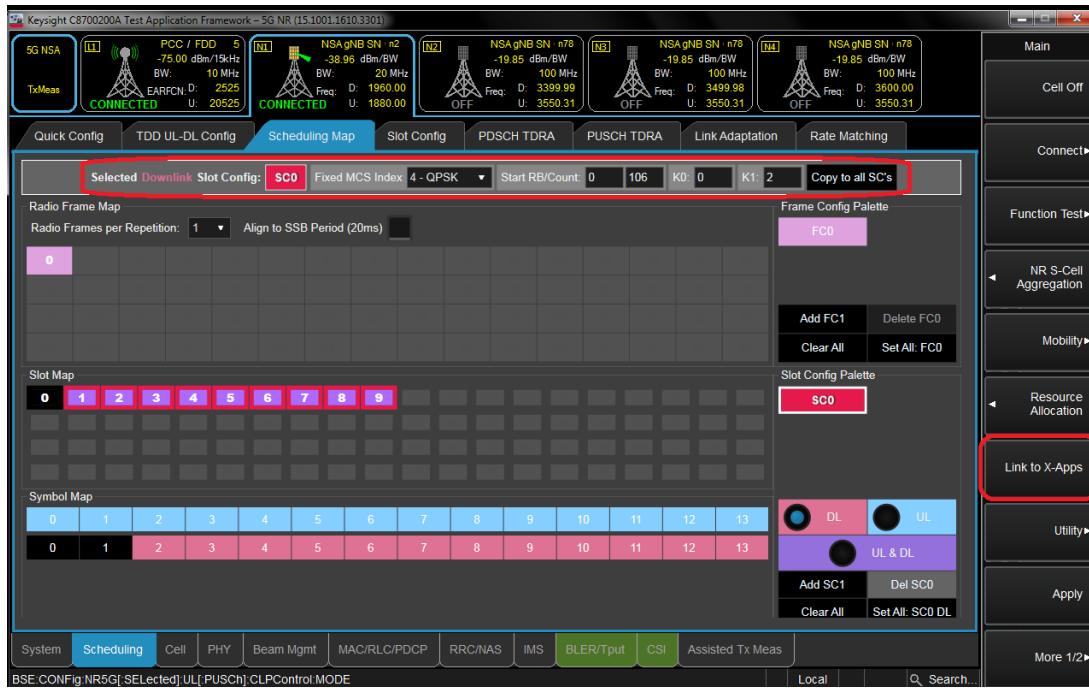 Keysight C8700200A Test Application Framework – 5G NR (15.1001.1610.3301)
5G NSA
TxMeas
L1
PCC / FDD 5
-75.00 dBm/15kHz
BW: 10 MHz
EARFCN: D: 2525
U: 20525
CONNECTED
N1
NSA gNB SN : n2
-38.96 dBm/BW
BW: 20 MHz
Freq: D: 1960.00
U: 1880.00
CONNECTED
N2
NSA gNB SN : n78
-19.85 dBm/BW
BW: 100 MHz
Freq: D: 3399.99
U: 3550.31
OFF
N3
NSA gNB SN : n78
-19.85 dBm/BW
BW: 100 MHz
Freq: D: 3499.98
U: 3550.31
OFF
N4
NSA gNB SN : n78
-19.85 dBm/BW
BW: 100 MHz
Freq: D: 3600.00
U: 3550.31
OFF
Quick Config TDD UL-DL Config Scheduling Map Slot Config PDSCH TDRA PUSCH TDRA Link Adaptation Rate Matching
Selected Downlink Slot Config: SC0 Fixed MCS Index 4 - QPSK Start RB/Count: 0 106 K0: 0 K1: 2 Copy to all SC's
Radio Frame Map
Radio Frames per Repetition: 1 Align to SSB Period (20ms)
0
Frame Config Palette
FC0
Add FC1 Delete FC0
Clear All Set All: FC0
Slot Map
0 1 2 3 4 5 6 7 8 9
Slot Config Palette
SC0
Symbol Map
0 1 2 3 4 5 6 7 8 9 10 11 12 13
0 1 2 3 4 5 6 7 8 9 10 11 12 13
DL UL
UL & DL
Add SC1 Del SC0
Clear All Set All: SC0 DL
System Scheduling Cell PHY Beam Mgmt MAC/RLC/PDCP RRC/NAS IMS BLER/Tput CSI Assisted Tx Meas
BSE:CONFig:NR5G[:SELected]:UL[:PUSCh]:CLPControl:MODE Local Search...
Main
Cell Off
Connect
Function Test
NR S-Cell
Aggregation
Mobility
Resource
Allocation
Link to X-Apps
Utility
Apply
More 1/2